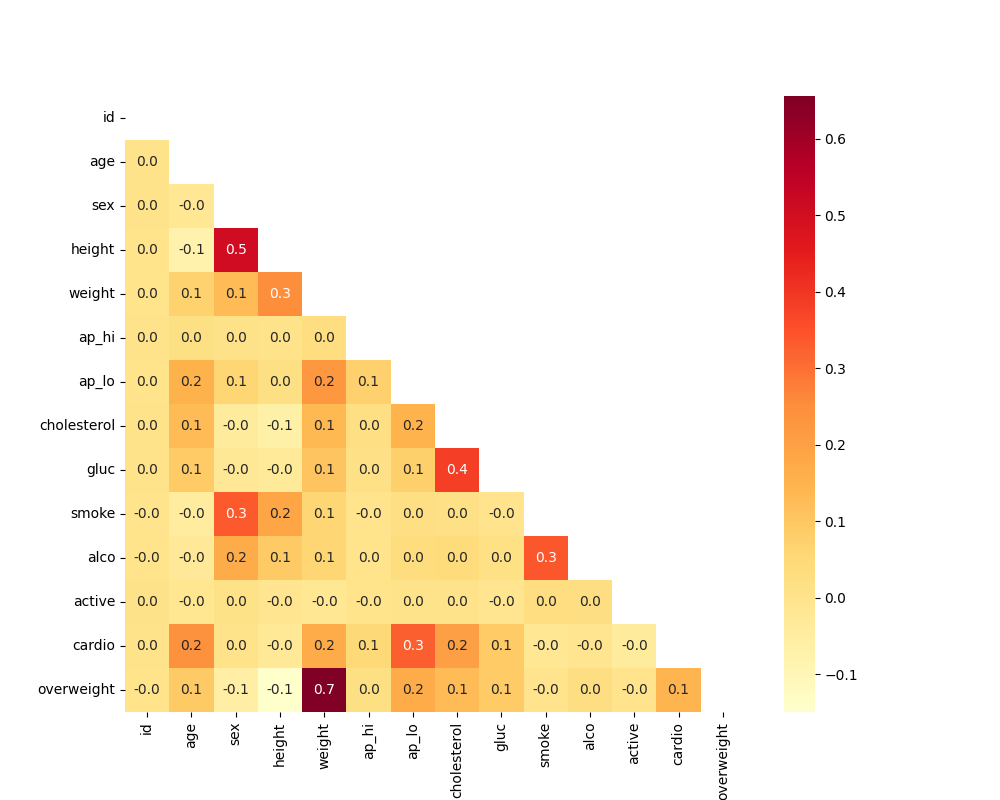 id
0.6
age 0.0
sex 0.0 -0.0
0.5
height 0.0 -0.1 0.5
weight 0.0 0.1 0.1 0.3
0.4
ap_hi 0.0 0.0 0.0 0.0 0.0
ap_lo 0.0 0.2 0.1 0.0 0.2 0.1
0.3
cholesterol 0.0 0.1 -0.0 -0.1 0.1 0.0 0.2
0.2
gluc 0.0 0.1 -0.0 -0.0 0.1 0.0 0.1 0.4
smoke -0.0 -0.0 0.3 0.2 0.1 -0.0 0.0 0.0 -0.0
0.1
alco -0.0 -0.0 0.2 0.1 0.1 0.0 0.0 0.0 0.0 0.3
active 0.0 -0.0 0.0 -0.0 -0.0 -0.0 0.0 0.0 -0.0 0.0 0.0
0.0
cardio 0.0 0.2 0.0 -0.0 0.2 0.1 0.3 0.2 0.1 -0.0 -0.0 -0.0
−0.1
overweight -0.0 0.1 -0.1 -0.1 0.7 0.0 0.2 0.1 0.1 -0.0 0.0 -0.0 0.1
id age sex height weight ap_hi ap_lo cholesterol gluc smoke alco active cardio overweight